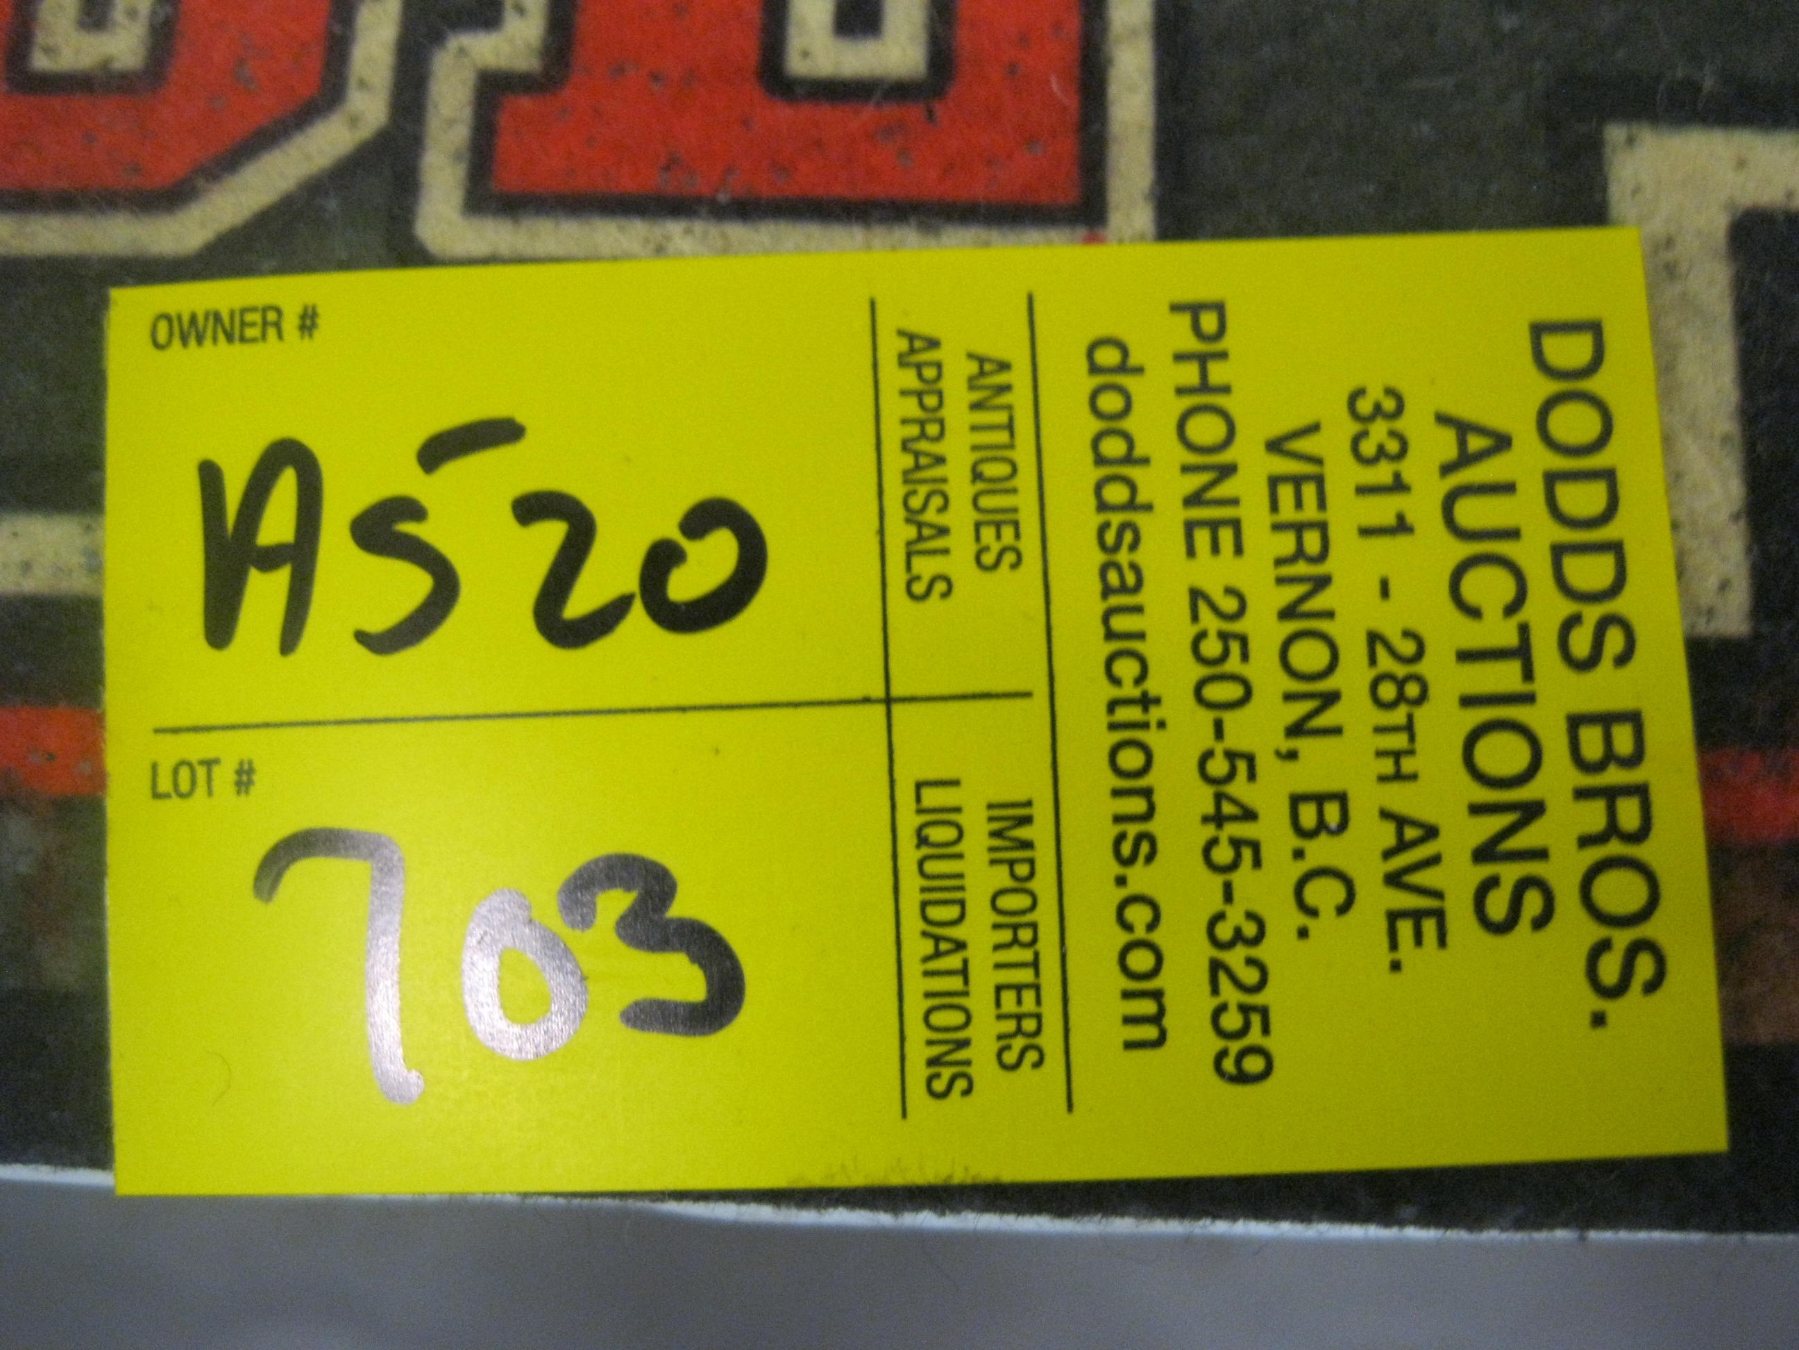 OWNER #
A520
LOT #
703
DODDS BROS.
AUCTIONS
3311 - 28TH AVE.
VERNON, B.C.
PHONE 250-545-3259
doddsauctions.com
ANTIQUES
APPRAISALS
IMPORTERS
LIQUIDATIONS